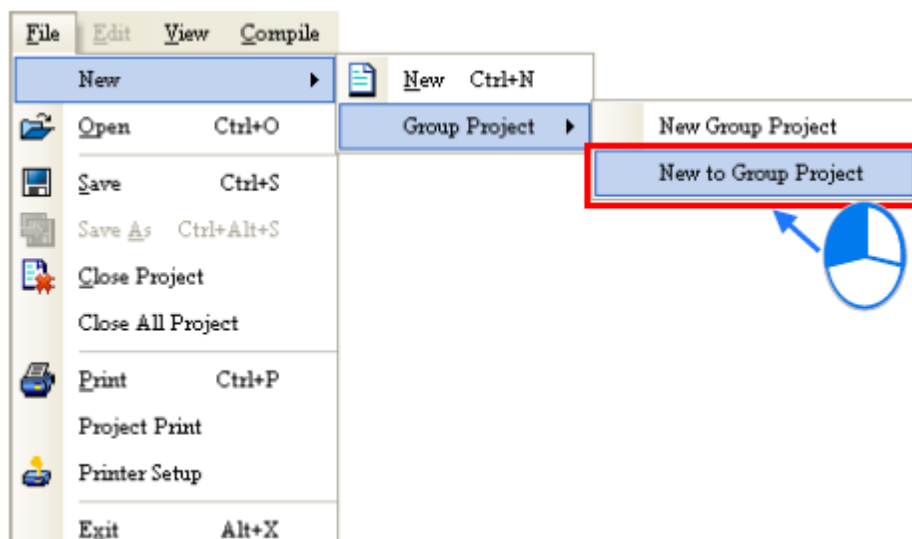 File Edit View Compile
New
Open Ctrl+O
Save Ctrl+S
Save As Ctrl+Alt+S
Close Project
Close All Project
Print Ctrl+P
Project Print
Printer Setup
Exit Alt+X
New Ctrl+N
Group Project
New Group Project
New to Group Project